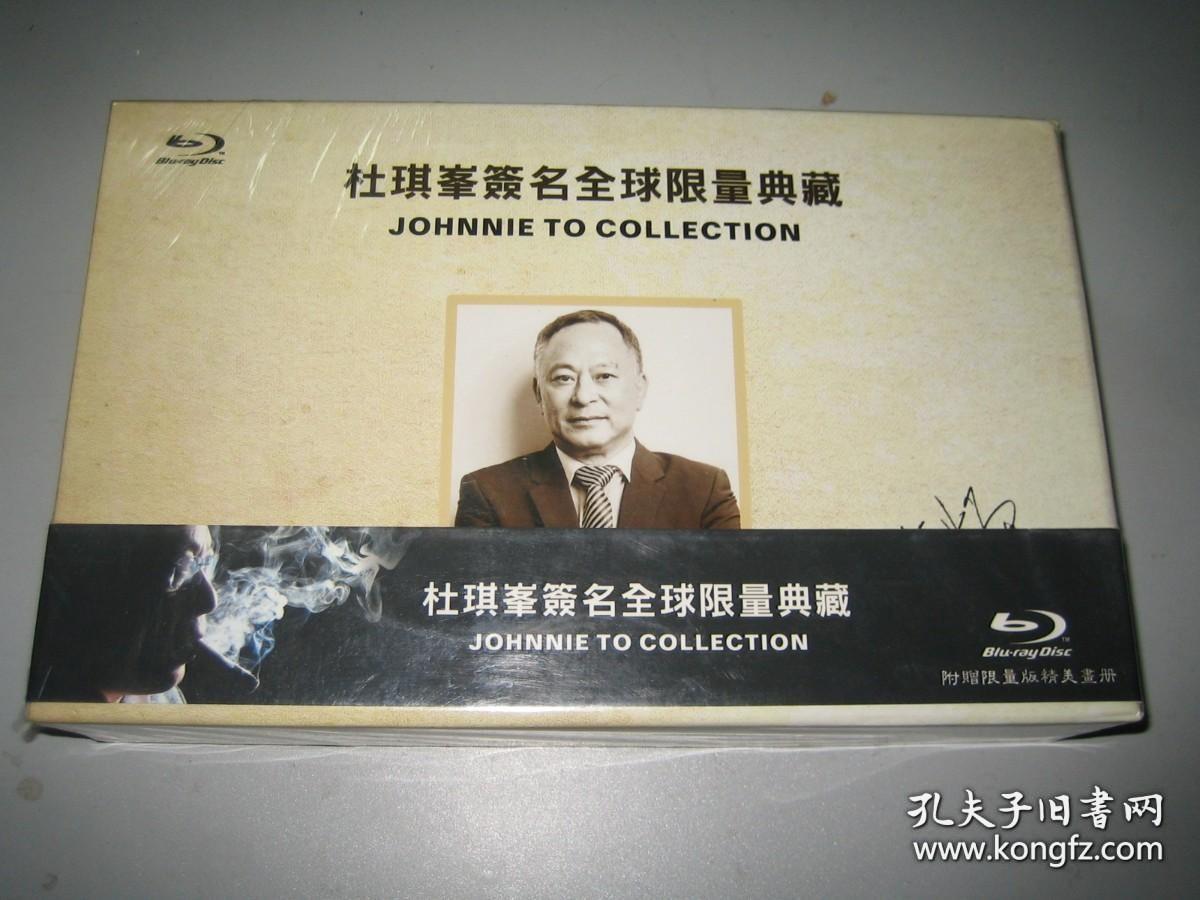 Blu-ray Disc
杜琪峯簽名全球限量典藏
JOHNNIE TO COLLECTION
杜琪峯簽名全球限量典藏
JOHNNIE TO COLLECTION
Blu-ray Disc
附贈限量版精美畫册
孔夫子旧书网
www.kongfz.com